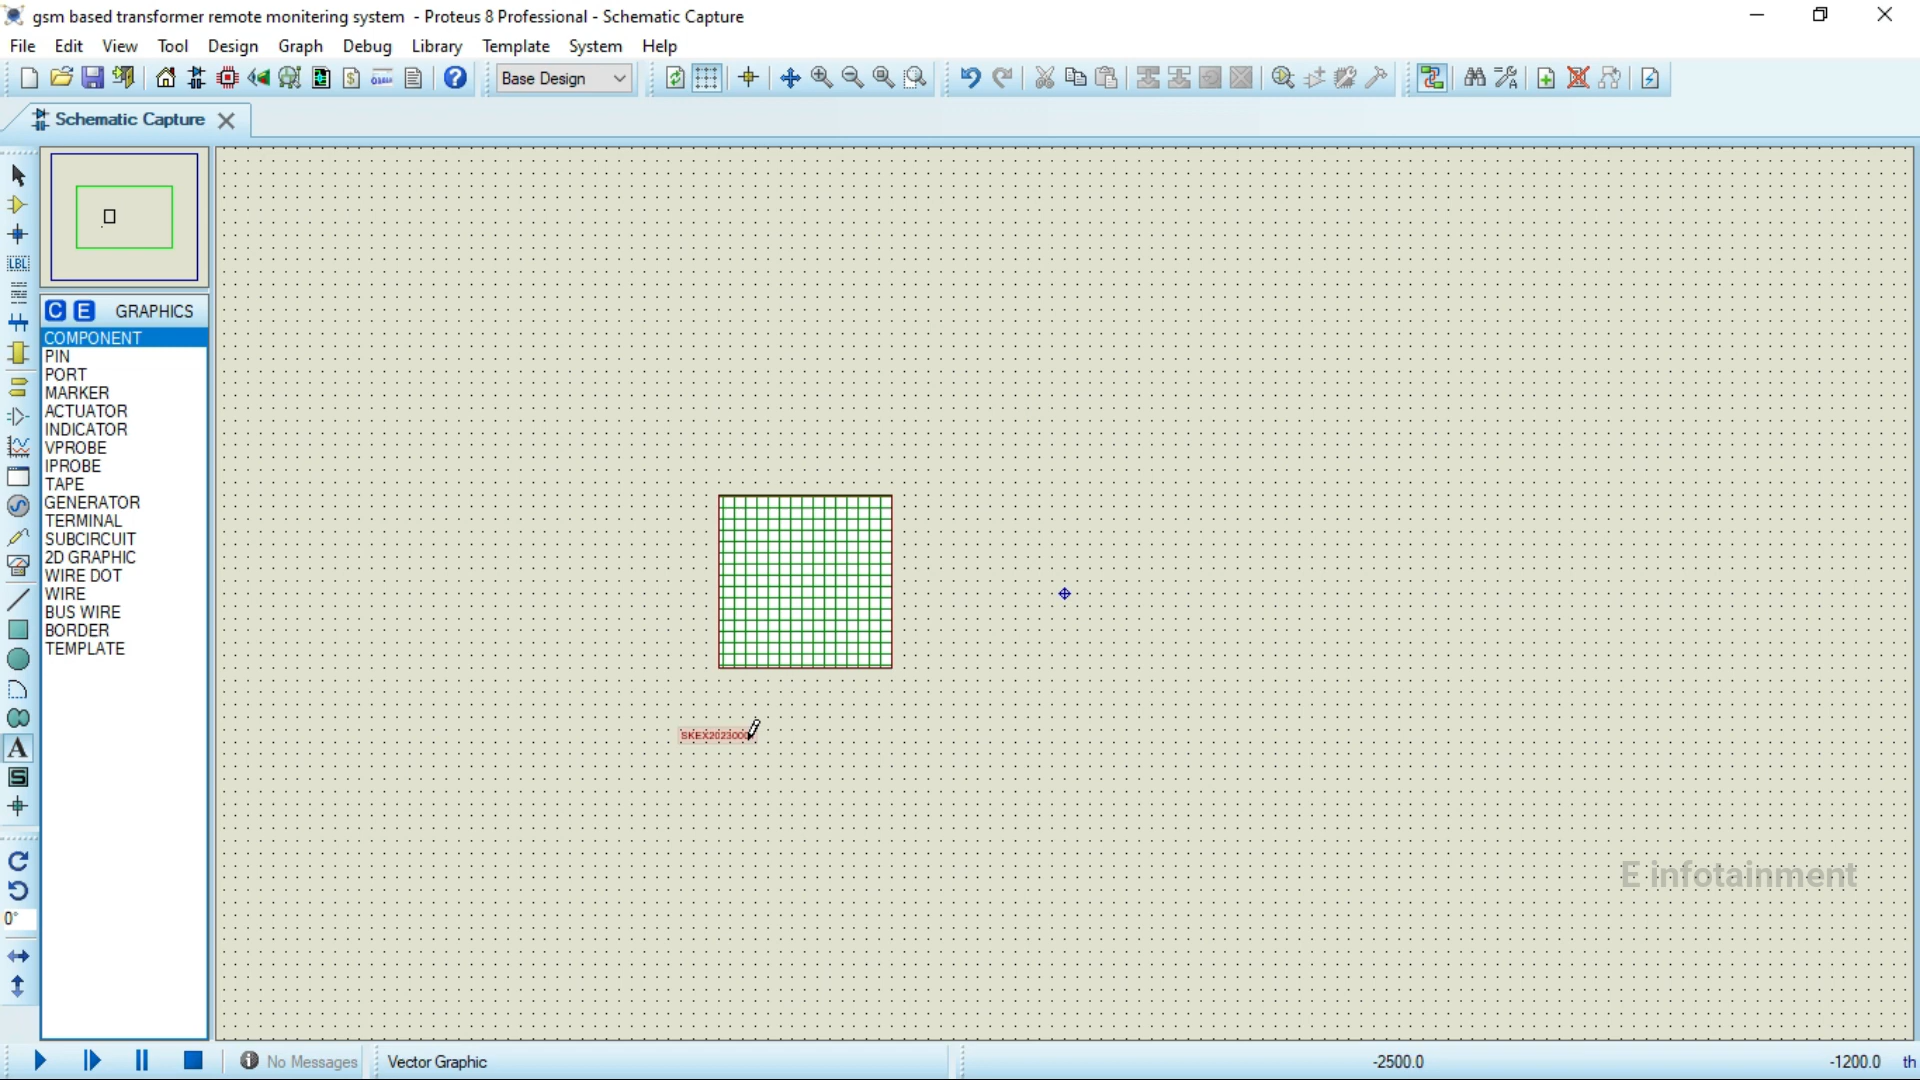 gsm based transformer remote monitering system - Proteus 8 Professional - Schematic Capture
File Edit View Tool Design Graph Debug Library Template System Help
Base Design
Schematic Capture
C E GRAPHICS
COMPONENT
PIN
PORT
MARKER
ACTUATOR
INDICATOR
VPROBE
IPROBE
TAPE
GENERATOR
TERMINAL
SUBCIRCUIT
2D GRAPHIC
WIRE DOT
WIRE
BUS WIRE
BORDER
TEMPLATE
LBL
A
S
0°
E infotainment
No Messages Vector Graphic -2500.0 -1200.0 th